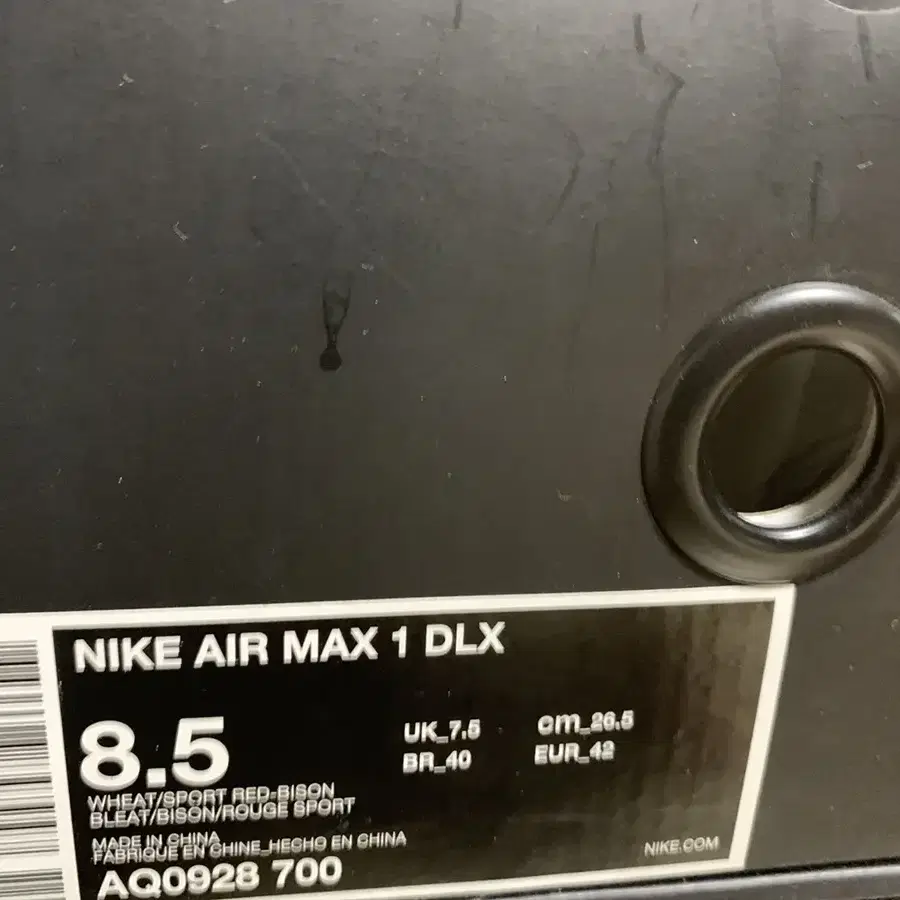 NIKE AIR MAX 1 DLX
8.5
UK_7.5 cm_26.5
BR_40 EUR_42
WHEAT/SPORT RED-BISON
BLEAT/BISON/ROUGE SPORT
MADE IN CHINA
FABRIQUE EN CHINE_HECHO EN CHINA
NIKE.COM
AQ0928 700